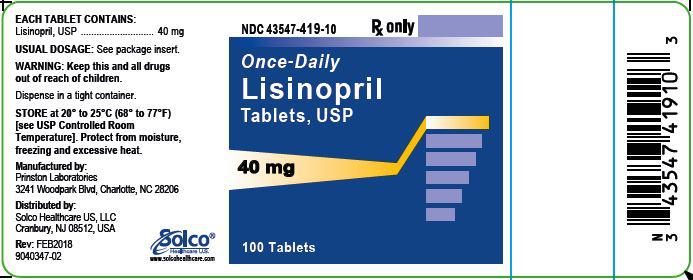 EACH TABLET CONTAINS:
Lisinopril, USP ........................... 40 mg
USUAL DOSAGE: See package insert.
WARNING: Keep this and all drugs
out of reach of children.
Dispense in a tight container.
STORE at 20° to 25°C (68° to 77°F)
[see USP Controlled Room
Temperature]. Protect from moisture,
freezing and excessive heat.
Manufactured by:
Prinston Laboratories
3241 Woodpark Blvd, Charlotte, NC 28206
Distributed by:
Solco Healthcare US, LLC
Cranbury, NJ 08512, USA
Rev: FEB2018
9040347-02
Solco®
Healthcare U.S.
www.solcohealthcare.com
NDC 43547-419-10
Rx only
Once-Daily
Lisinopril
Tablets, USP
40 mg
100 Tablets
N
3 43547 41910 3